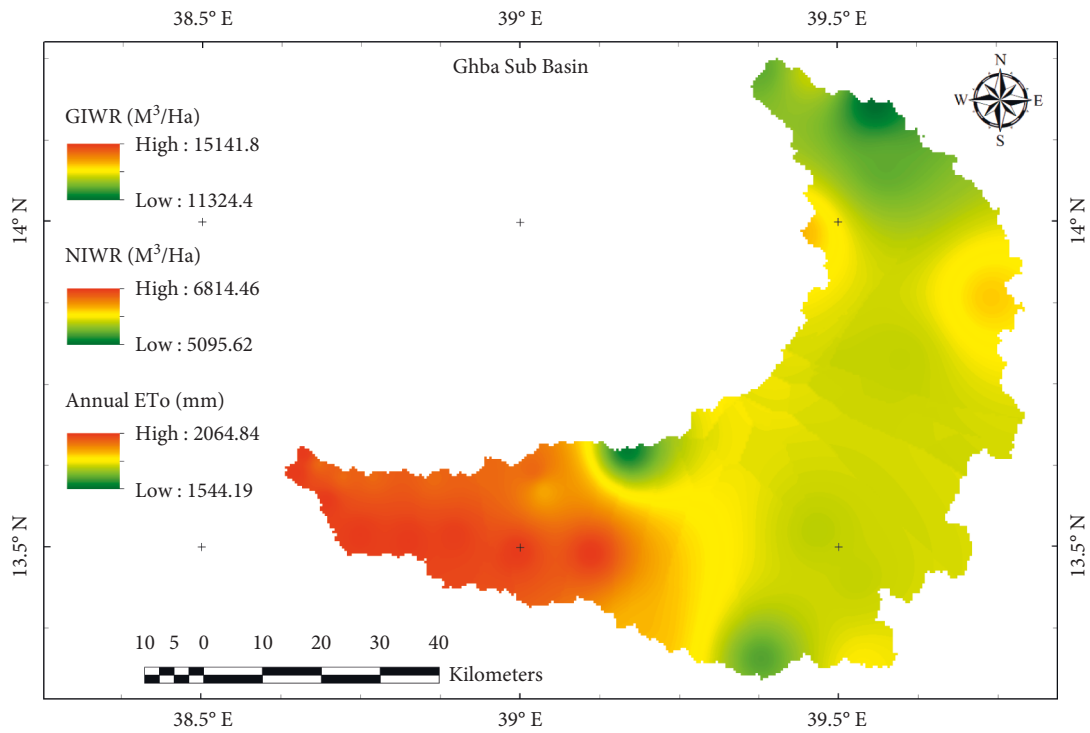 38.5° E 39° E 39.5° E
Ghba Sub Basin
N
W E
S
GIWR (M³/Ha)
High : 15141.8
Low : 11324.4
14° N 14° N
NIWR (M³/Ha)
High : 6814.46
Low : 5095.62
Annual ETo (mm)
High : 2064.84
Low : 1544.19
13.5° N 13.5° N
10 5 0 10 20 30 40
Kilometers
38.5° E 39° E 39.5° E